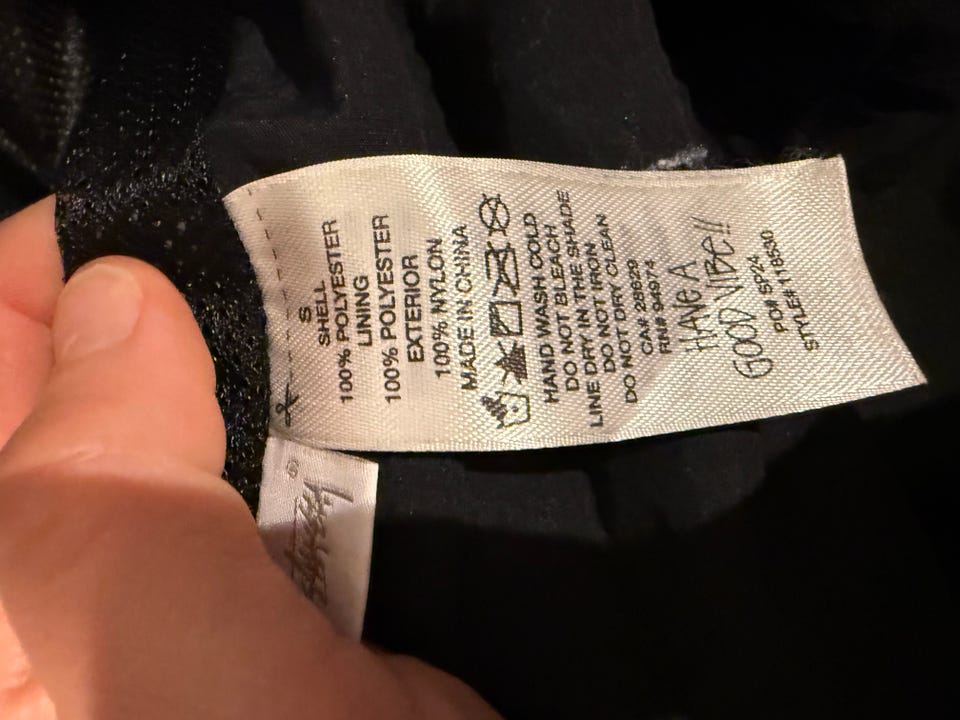 S
SHELL
100% POLYESTER
LINING
100% POLYESTER
EXTERIOR
100% NYLON
MADE IN CHINA
HAND WASH COLD
DO NOT BLEACH
LINE DRY IN THE SHADE
DO NOT IRON
DO NOT DRY CLEAN
CA# 28629
RN# 94974
HAVE A
GOOD VIBE!!
PO# SP24
STYLE# 118530